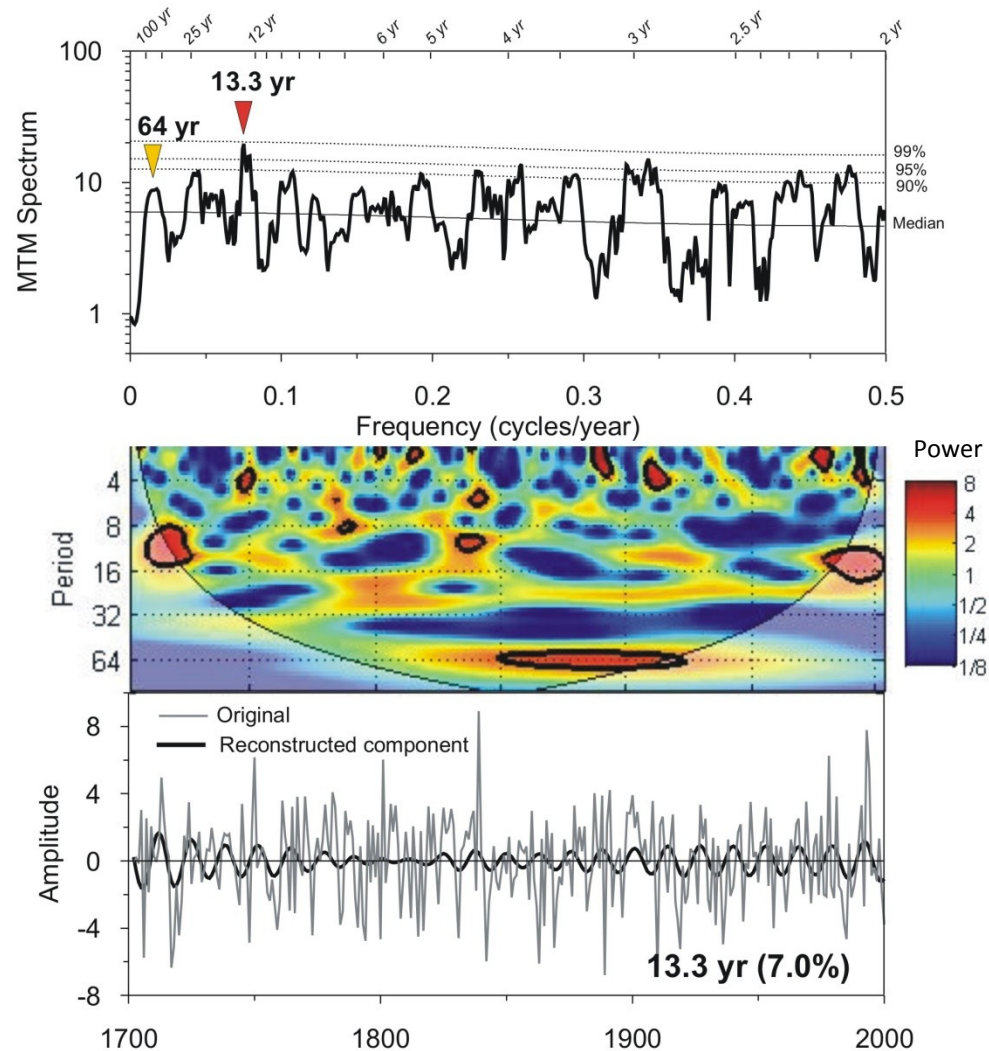 100 yr 25 yr 12 yr 6 yr 5 yr 4 yr 3 yr 2.5 yr 2 yr
100
10
1
MTM Spectrum
13.3 yr
64 yr
99%
95%
90%
Median
0 0.1 0.2 0.3 0.4 0.5
Frequency (cycles/year)
Period
4
8
16
32
64
Power
8
4
2
1
1/2
1/4
1/8
Amplitude
8
4
0
-4
-8
Original
Reconstructed component
13.3 yr (7.0%)
1700 1800 1900 2000